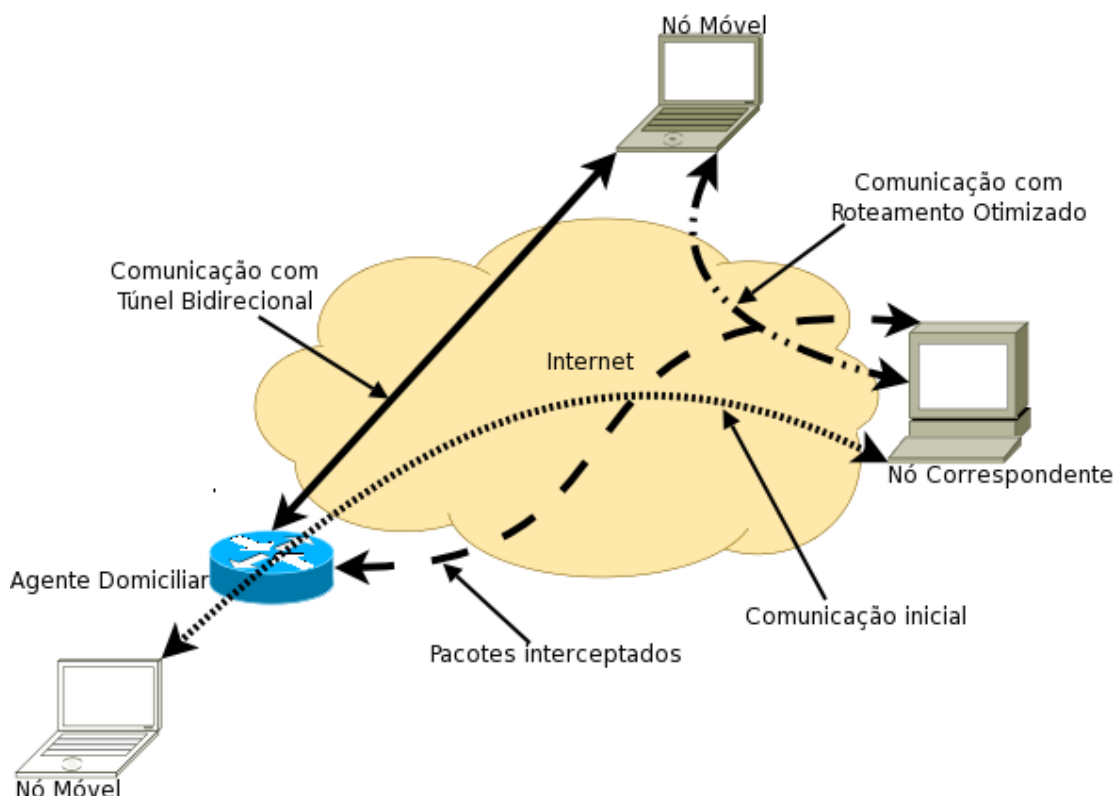 Nó Móvel
Comunicação com
Roteamento Otimizado
Comunicação com
Túnel Bidirecional
Internet
Nó Correspondente
Agente Domiciliar
Comunicação inicial
Pacotes interceptados
Nó Móvel